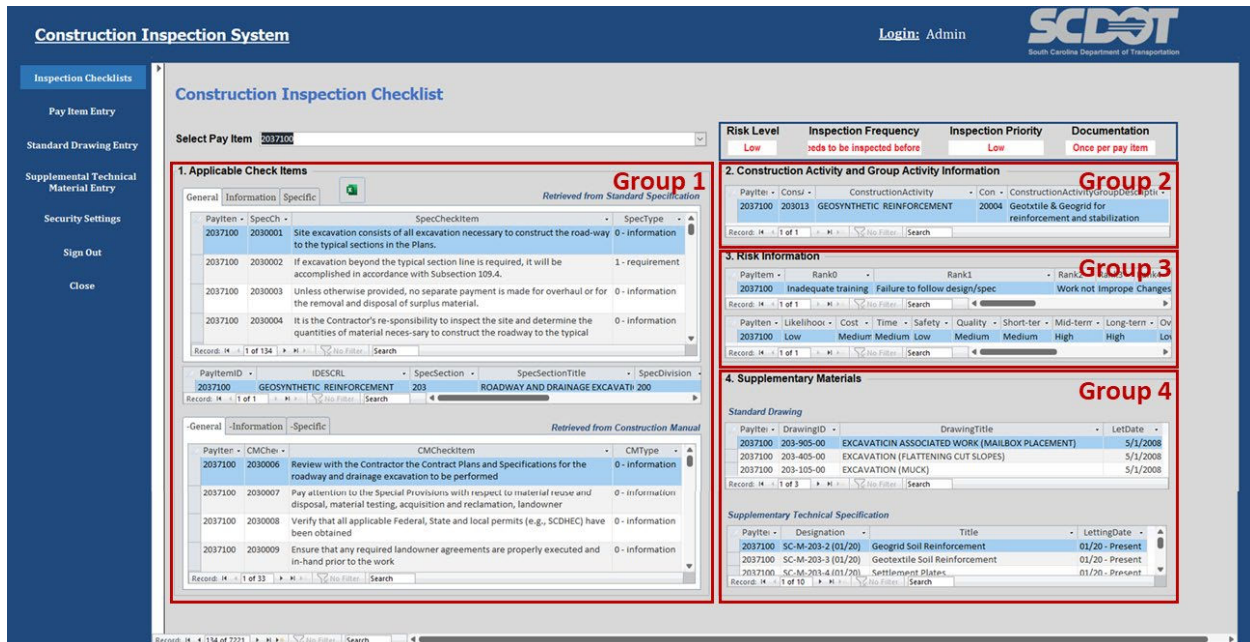 Construction Inspection System
Login: Admin
SCDOT
South Carolina Department of Transportation
Inspection Checklists
Pay Item Entry
Standard Drawing Entry
Supplemental Technical
Material Entry
Security Settings
Sign Out
Close
Construction Inspection Checklist
Select Pay Item 2037100
Risk Level Inspection Frequency Inspection Priority Documentation
Low eds to be inspected before Low Once per pay item
1. Applicable Check Items
Group 1
General Information Specific
Retrieved from Standard Specification
PayIten SpecCh SpecCheckItem SpecType
2037100 2030001 Site excavation consists of all excavation necessary to construct the road-way 0 - information
to the typical sections in the Plans.
2037100 2030002 If excavation beyond the typical section line is required, it will be 1 - requirement
accomplished in accordance with Subsection 109.4.
2037100 2030003 Unless otherwise provided, no separate payment is made for overhaul or for 0 - information
the removal and disposal of surplus material.
2037100 2030004 It is the Contractor's re-sponsibility to inspect the site and determine the 0 - information
quantities of material neces-sary to construct the roadway to the typical
Record: 1 of 134 No Filter Search
PayItemID IDESCRL SpecSection SpecSectionTitle SpecDivision
2037100 GEOSYNTHETIC REINFORCEMENT 203 ROADWAY AND DRAINAGE EXCAVATI 200
Record: 1 of 1 No Filter Search
-General -Information -Specific
Retrieved from Construction Manual
PayIten CMChe CMCheckItem CMType
2037100 2030006 Review with the Contractor the Contract Plans and Specifications for the 0 - information
roadway and drainage excavation to be performed
2037100 2030007 Pay attention to the Special Provisions with respect to material reuse and 0 - information
disposal, material testing, acquisition and reclamation, landowner
2037100 2030008 Verify that all applicable Federal, State and local permits (e.g., SCDHEC) have 0 - information
been obtained
2037100 2030009 Ensure that any required landowner agreements are properly executed and 0 - information
in-hand prior to the work
Record: 1 of 33 No Filter Search
2. Construction Activity and Group Activity Information
Group 2
PayIter ConsA ConstructionActivity Con ConstructionActivityGroupDescripti
2037100 203013 GEOSYNTHETIC REINFORCEMENT 20004 Geotxtile & Geogrid for
reinforcement and stabilization
Record: 1 of 1 No Filter Search
3. Risk Information
Group 3
PayItem Rank0 Rank1 Rank2
2037100 Inadequate training Failure to follow design/spec Work not Imprope Changes
Record: 1 of 1 No Filter Search
PayIten Likelihooc Cost Time Safety Quality Short-ter Mid-term Long-term Ov
2037100 Low Medium Medium Low Medium Medium High High Lov
Record: 1 of 1 No Filter Search
4. Supplementary Materials
Group 4
Standard Drawing
PayIter DrawingID DrawingTitle LetDate
2037100 203-905-00 EXCAVATICIN ASSOCIATED WORK (MAILBOX PLACEMENT) 5/1/2008
2037100 203-405-00 EXCAVATION (FLATTENING CUT SLOPES) 5/1/2008
2037100 203-105-00 EXCAVATION (MUCK) 5/1/2008
Record: 1 of 3 No Filter Search
Supplementary Technical Specification
PayIter Designation Title LettingDate
2037100 SC-M-203-2 (01/20) Geogrid Soil Reinforcement 01/20 - Present
2037100 SC-M-203-3 (01/20) Geotextile Soil Reinforcement 01/20 - Present
2037100 SC-M-203-4 (01/20) Settlement Plates 01/20 - Present
Record: 1 of 10 No Filter Search
Record: 134 of 7221 No Filter Search